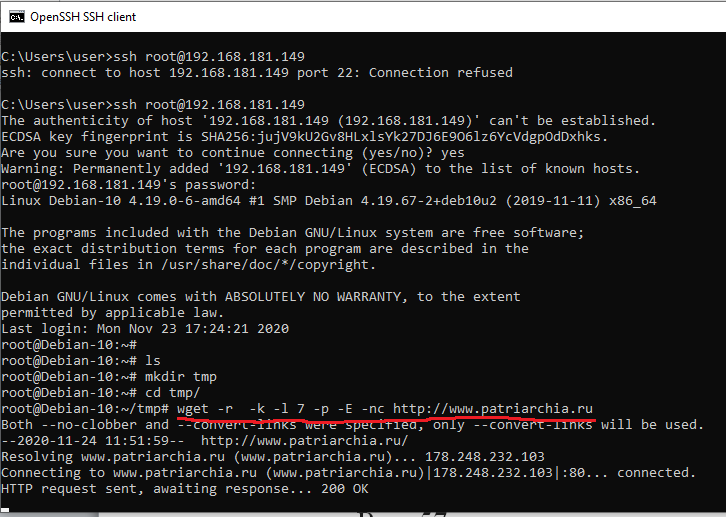 OpenSSH SSH client
C:\Users\user>ssh root@192.168.181.149
ssh: connect to host 192.168.181.149 port 22: Connection refused
C:\Users\user>ssh root@192.168.181.149
The authenticity of host '192.168.181.149 (192.168.181.149)' can't be established.
ECDSA key fingerprint is SHA256:jujV9kU2Gv8HLxlsYk27DJ6E9O6lz6YcVdgpOdDxhks.
Are you sure you want to continue connecting (yes/no)? yes
Warning: Permanently added '192.168.181.149' (ECDSA) to the list of known hosts.
root@192.168.181.149's password:
Linux Debian-10 4.19.0-6-amd64 #1 SMP Debian 4.19.67-2+deb10u2 (2019-11-11) x86_64
The programs included with the Debian GNU/Linux system are free software;
the exact distribution terms for each program are described in the
individual files in /usr/share/doc/*/copyright.
Debian GNU/Linux comes with ABSOLUTELY NO WARRANTY, to the extent
permitted by applicable law.
Last login: Mon Nov 23 17:24:21 2020
root@Debian-10:~#
root@Debian-10:~# ls
root@Debian-10:~# mkdir tmp
root@Debian-10:~# cd tmp/
root@Debian-10:~/tmp# wget -r  -k -l 7 -p -E -nc http://www.patriarchia.ru
Both --no-clobber and --convert-links were specified, only --convert-links will be used.
--2020-11-24 11:51:59--  http://www.patriarchia.ru/
Resolving www.patriarchia.ru (www.patriarchia.ru)... 178.248.232.103
Connecting to www.patriarchia.ru (www.patriarchia.ru)|178.248.232.103|:80... connected.
HTTP request sent, awaiting response... 200 OK